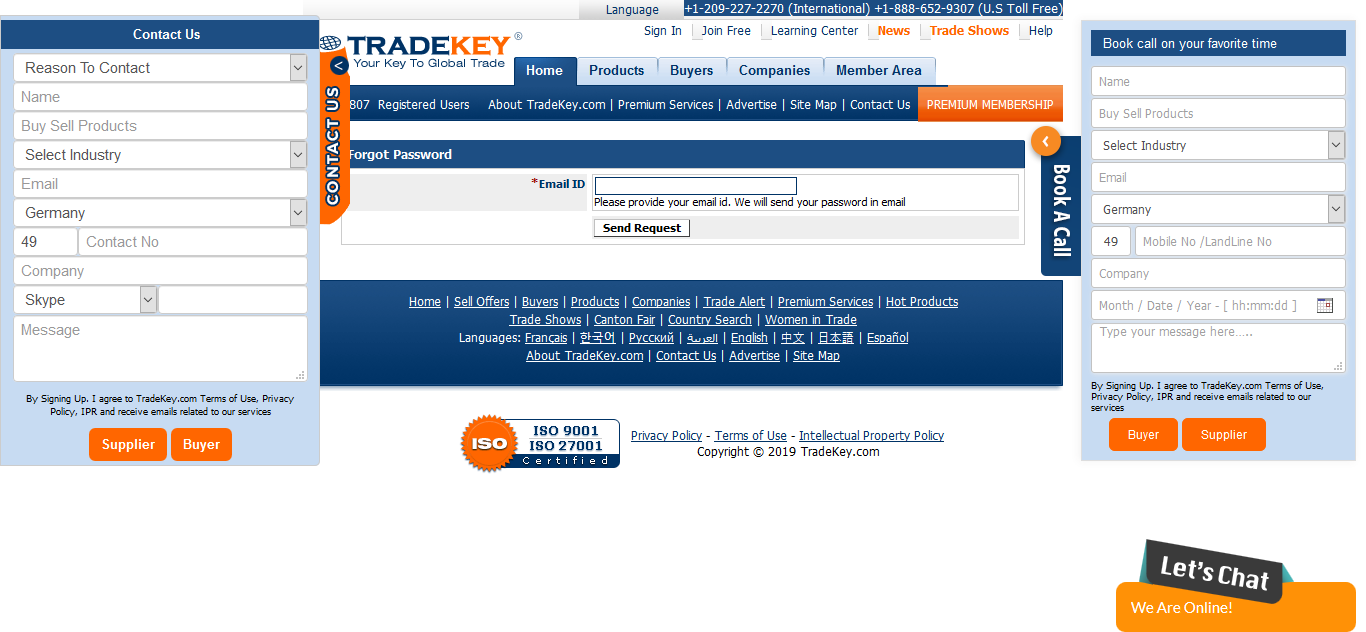 Language
+1-209-227-2270 (International) +1-888-652-9307 (U.S Toll Free)
Sign In Join Free Learning Center News Trade Shows Help
TRADEKEY ®
Your Key To Global Trade
Home Products Buyers Companies Member Area
807 Registered Users About TradeKey.com | Premium Services | Advertise | Site Map | Contact Us PREMIUM MEMBERSHIP
Contact Us
Reason To Contact
Name
Buy Sell Products
Select Industry
Email
Germany
49 Contact No
Company
Skype
Message
By Signing Up. I agree to TradeKey.com Terms of Use, Privacy
Policy, IPR and receive emails related to our services
Supplier Buyer
<
CONTACT US
Forgot Password
*Email ID
Please provide your email id. We will send your password in email
Send Request
Home | Sell Offers | Buyers | Products | Companies | Trade Alert | Premium Services | Hot Products
Trade Shows | Canton Fair | Country Search | Women in Trade
Languages: Français | 한국어 | Русский | العربية | English | 中文 | 日本語 | Español
About TradeKey.com | Contact Us | Advertise | Site Map
ISO
ISO 9001
ISO 27001
Certified
Privacy Policy - Terms of Use - Intellectual Property Policy
Copyright © 2019 TradeKey.com
Book A Call
Book call on your favorite time
Name
Buy Sell Products
Select Industry
Email
Germany
49 Mobile No /LandLine No
Company
Month / Date / Year - [ hh:mm:dd ]
Type your message here…..
By Signing Up. I agree to TradeKey.com Terms of Use,
Privacy Policy, IPR and receive emails related to our
services
Buyer Supplier
Let's Chat
We Are Online!